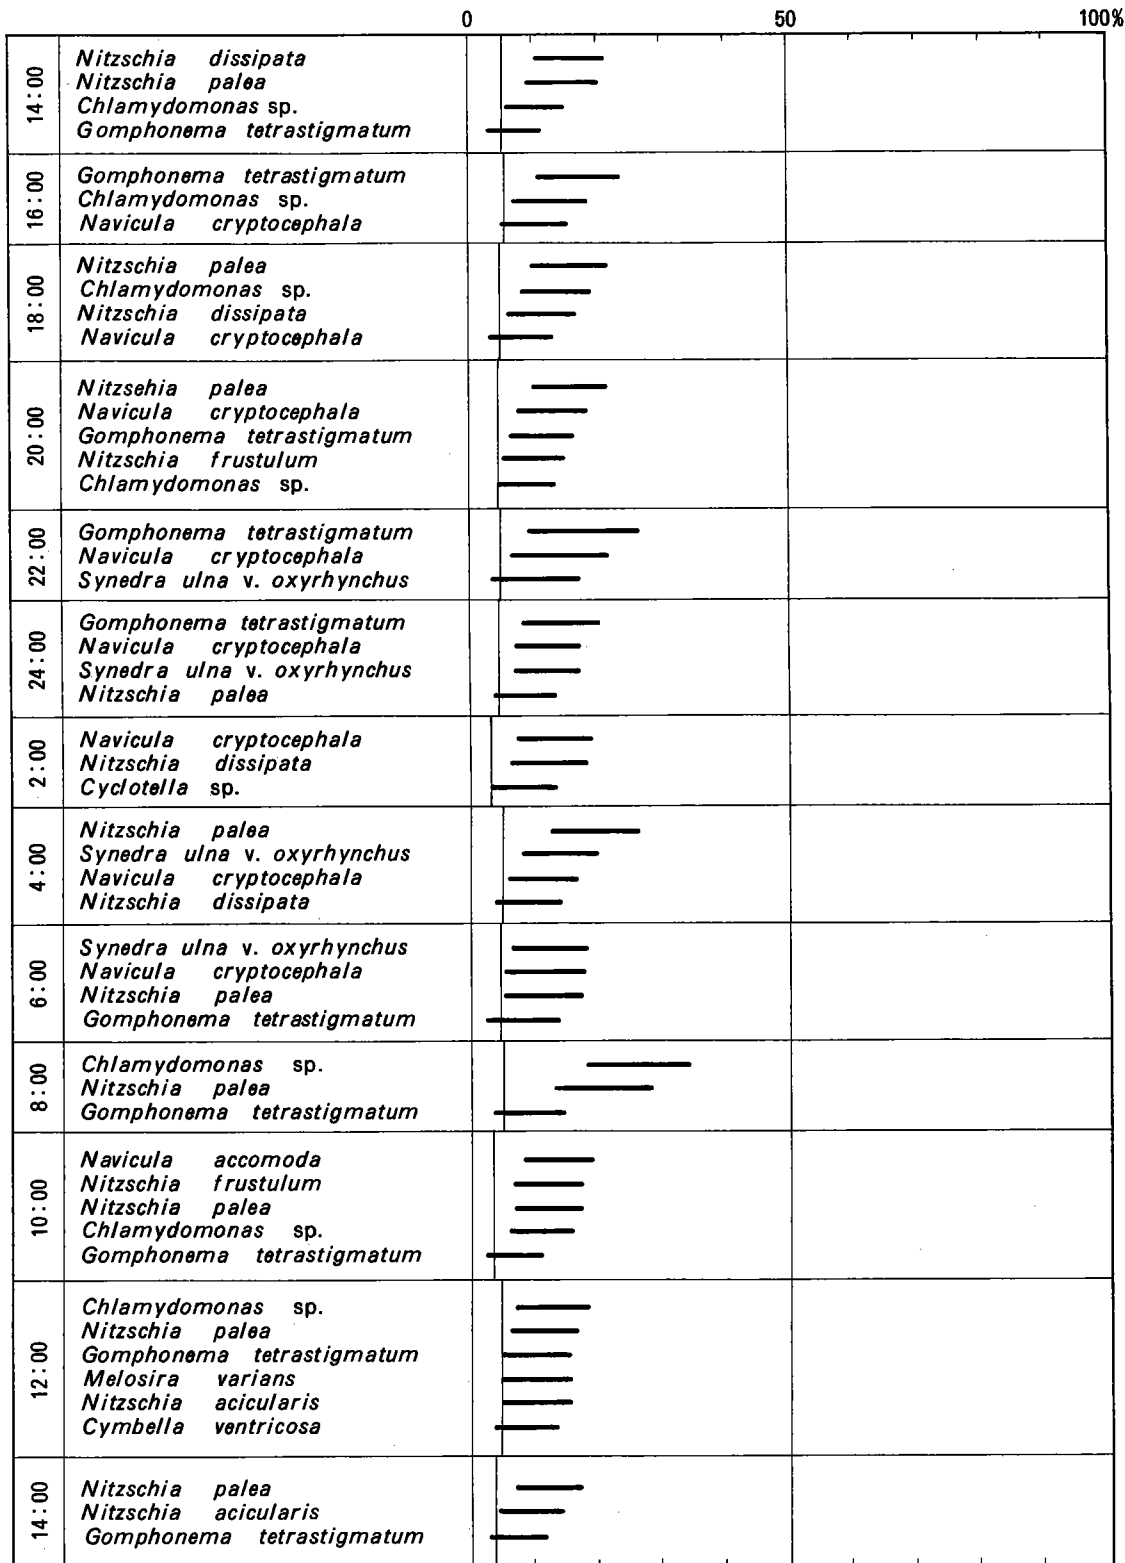 0 50 100%
14:00
Nitzschia dissipata
Nitzschia palea
Chlamydomonas sp.
Gomphonema tetrastigmatum
16:00
Gomphonema tetrastigmatum
Chlamydomonas sp.
Navicula cryptocephala
18:00
Nitzschia palea
Chlamydomonas sp.
Nitzschia dissipata
Navicula cryptocephala
20:00
Nitzsehia palea
Navicula cryptocephala
Gomphonema tetrastigmatum
Nitzschia frustulum
Chlamydomonas sp.
22:00
Gomphonema tetrastigmatum
Navicula cryptocephala
Synedra ulna v. oxyrhynchus
24:00
Gomphonema tetrastigmatum
Navicula cryptocephala
Synedra ulna v. oxyrhynchus
Nitzschia palea
2:00
Navicula cryptocephala
Nitzschia dissipata
Cyclotella sp.
4:00
Nitzschia palea
Synedra ulna v. oxyrhynchus
Navicula cryptocephala
Nitzschia dissipata
6:00
Synedra ulna v. oxyrhynchus
Navicula cryptocephala
Nitzschia palea
Gomphonema tetrastigmatum
8:00
Chlamydomonas sp.
Nitzschia palea
Gomphonema tetrastigmatum
10:00
Navicula accomoda
Nitzschia frustulum
Nitzschia palea
Chlamydomonas sp.
Gomphonema tetrastigmatum
12:00
Chlamydomonas sp.
Nitzschia palea
Gomphonema tetrastigmatum
Melosira varians
Nitzschia acicularis
Cymbella ventricosa
14:00
Nitzschia palea
Nitzschia acicularis
Gomphonema tetrastigmatum